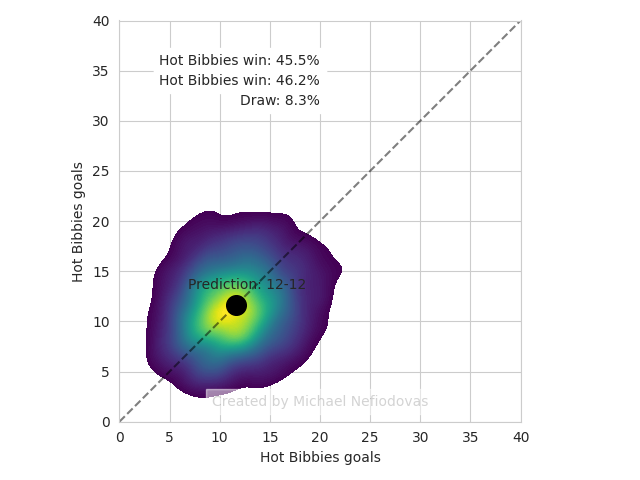 40
35
30
25
20
15
10
5
0
Hot Bibbies goals
Hot Bibbies win: 45.5%
Hot Bibbies win: 46.2%
Draw: 8.3%
Prediction: 12-12
Created by Michael Nefiodovas
0 5 10 15 20 25 30 35 40
Hot Bibbies goals